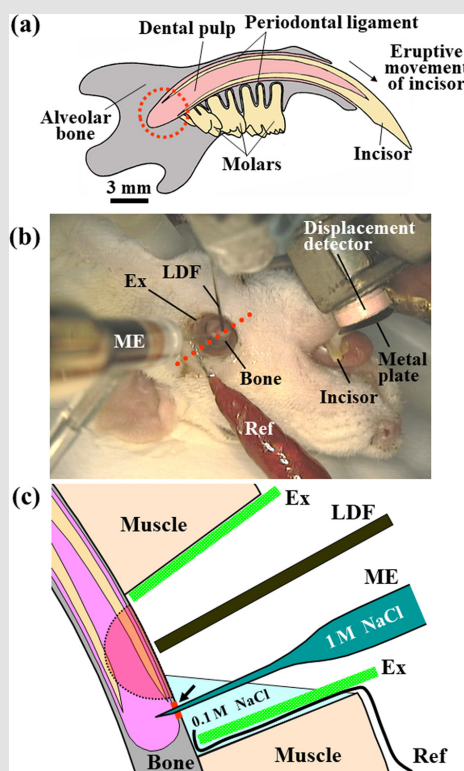 (a)
Periodontal ligament
Dental pulp
Eruptive
movement
of incisor
Alveolar
bone
Molars
Incisor
3 mm
(b)
Displacement
detector
LDF
Ex
ME
Bone
Metal
plate
Incisor
Ref
(c)
Muscle
Ex
LDF
ME
1 M NaCl
Ex
0.1 M NaCl
Bone
Muscle
Ref